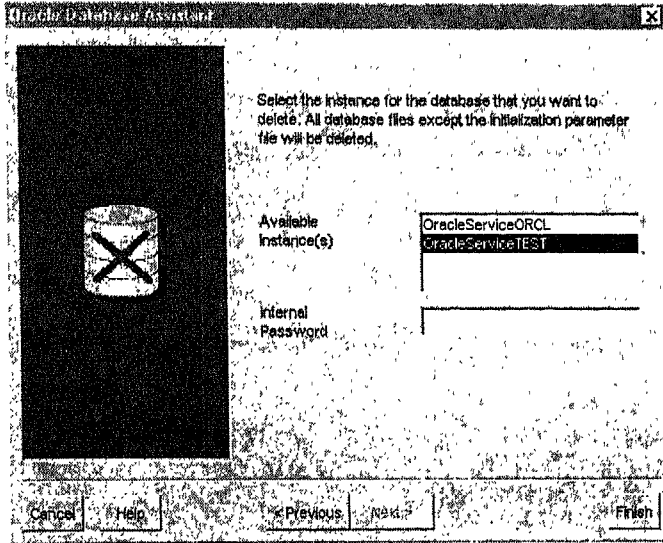 Oracle Database Assistant
Select the instance for the database that you want to
delete. All database files except the initialization parameter
file will be deleted.
Available
Instance(s)
OracleServiceORCL
OracleServiceTEST
Internal
Password
Cancel
Help
< Previous
Next >
Finish